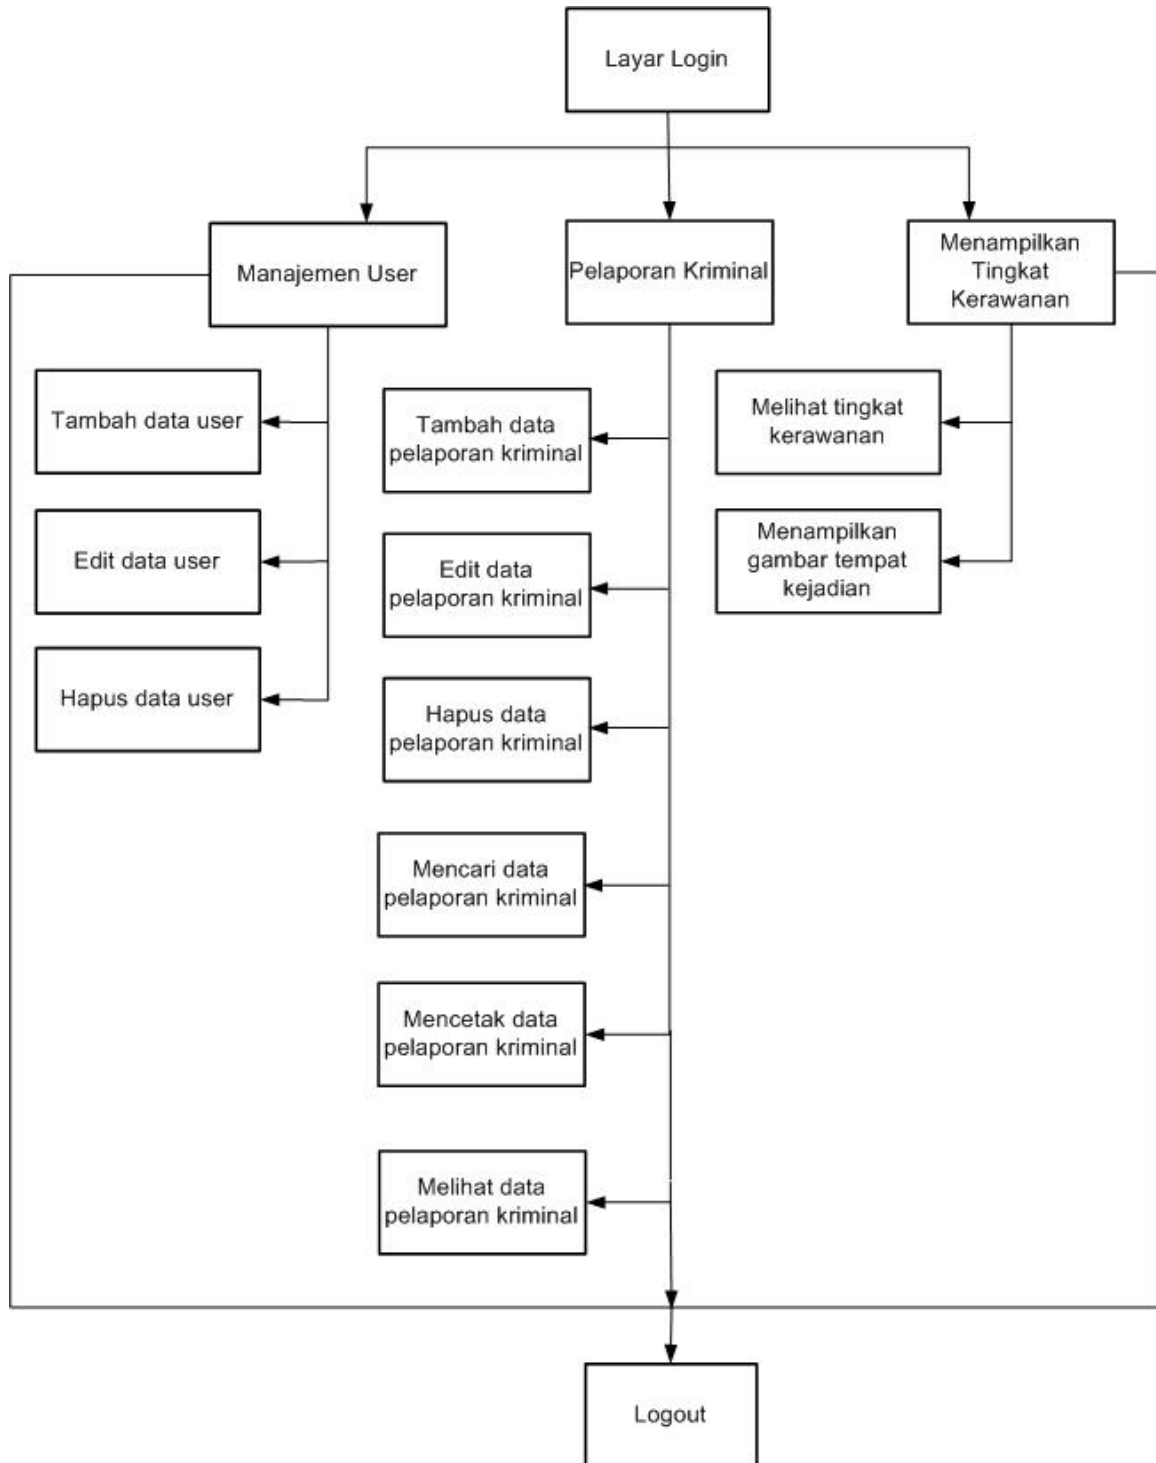 Layar Login
Manajemen User
Pelaporan Kriminal
Menampilkan
Tingkat
Kerawanan
Tambah data user
Edit data user
Hapus data user
Tambah data
pelaporan kriminal
Edit data
pelaporan kriminal
Hapus data
pelaporan kriminal
Mencari data
pelaporan kriminal
Mencetak data
pelaporan kriminal
Melihat data
pelaporan kriminal
Melihat tingkat
kerawanan
Menampilkan
gambar tempat
kejadian
Logout